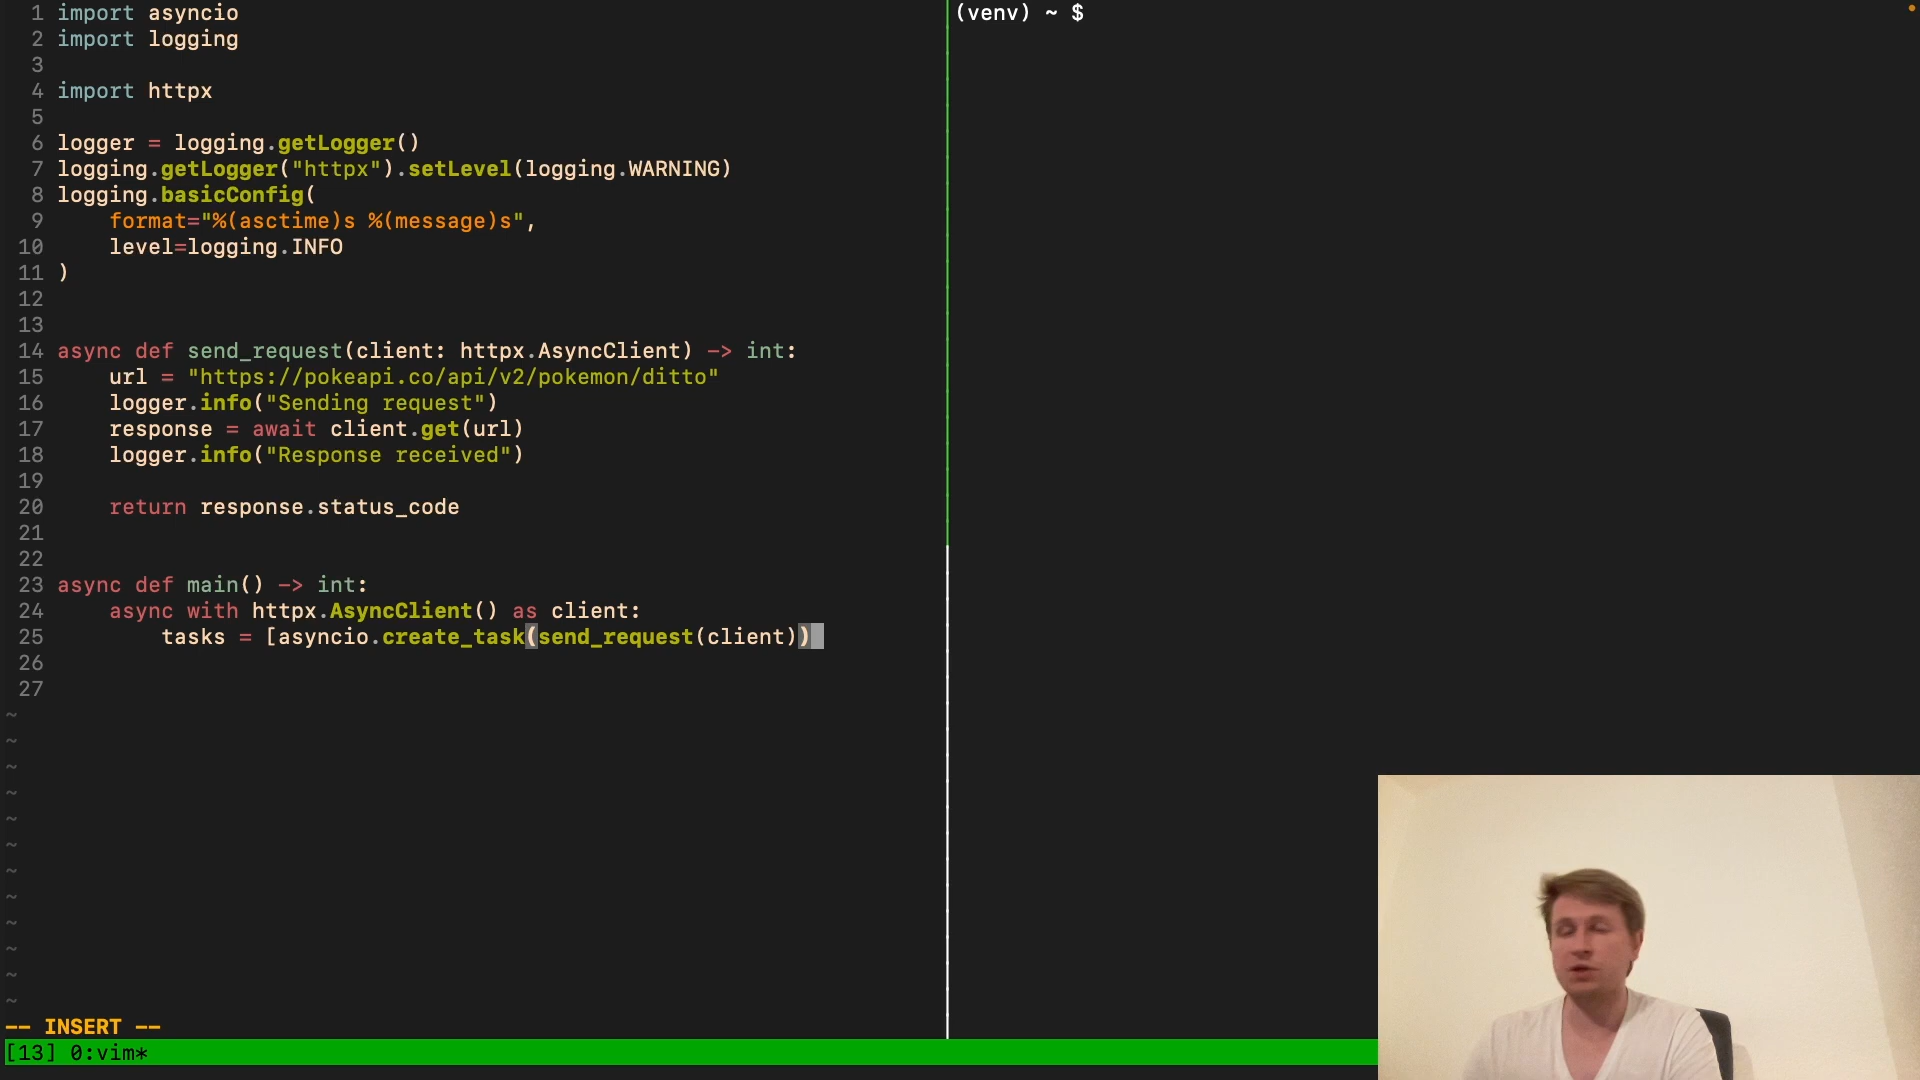 1 import asyncio
2 import logging
3
4 import httpx
5
6 logger = logging.getLogger()
7 logging.getLogger("httpx").setLevel(logging.WARNING)
8 logging.basicConfig(
9     format="%(asctime)s %(message)s",
10     level=logging.INFO
11 )
12
13
14 async def send_request(client: httpx.AsyncClient) -> int:
15     url = "https://pokeapi.co/api/v2/pokemon/ditto"
16     logger.info("Sending request")
17     response = await client.get(url)
18     logger.info("Response received")
19
20     return response.status_code
21
22
23 async def main() -> int:
24     async with httpx.AsyncClient() as client:
25         tasks = [asyncio.create_task(send_request(client))
26
27
~
~
~
~
~
~
~
~
~
~
~
~
-- INSERT --
[13] 0:vim*
(venv) ~ $